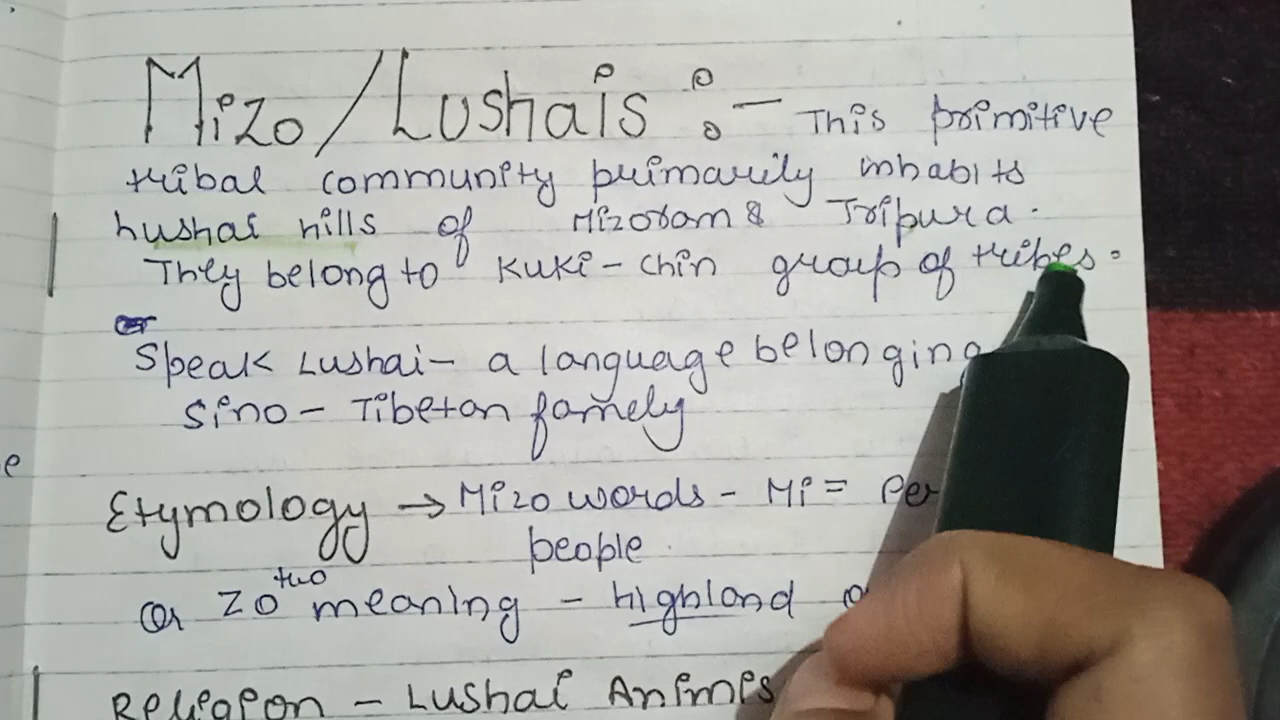 Mizo/Lushais :- This primitive
tribal community primarily inhabits
Lushai hills of Mizoram & Tripura.
They belong to Kuki-Chin group of tribes.
Speak Lushai- a language belonging
Sino-Tibetan family
Etymology → Mizo words - Mi = Per
people
two
or Zo meaning - highland
Religion - Lushai Animis
e